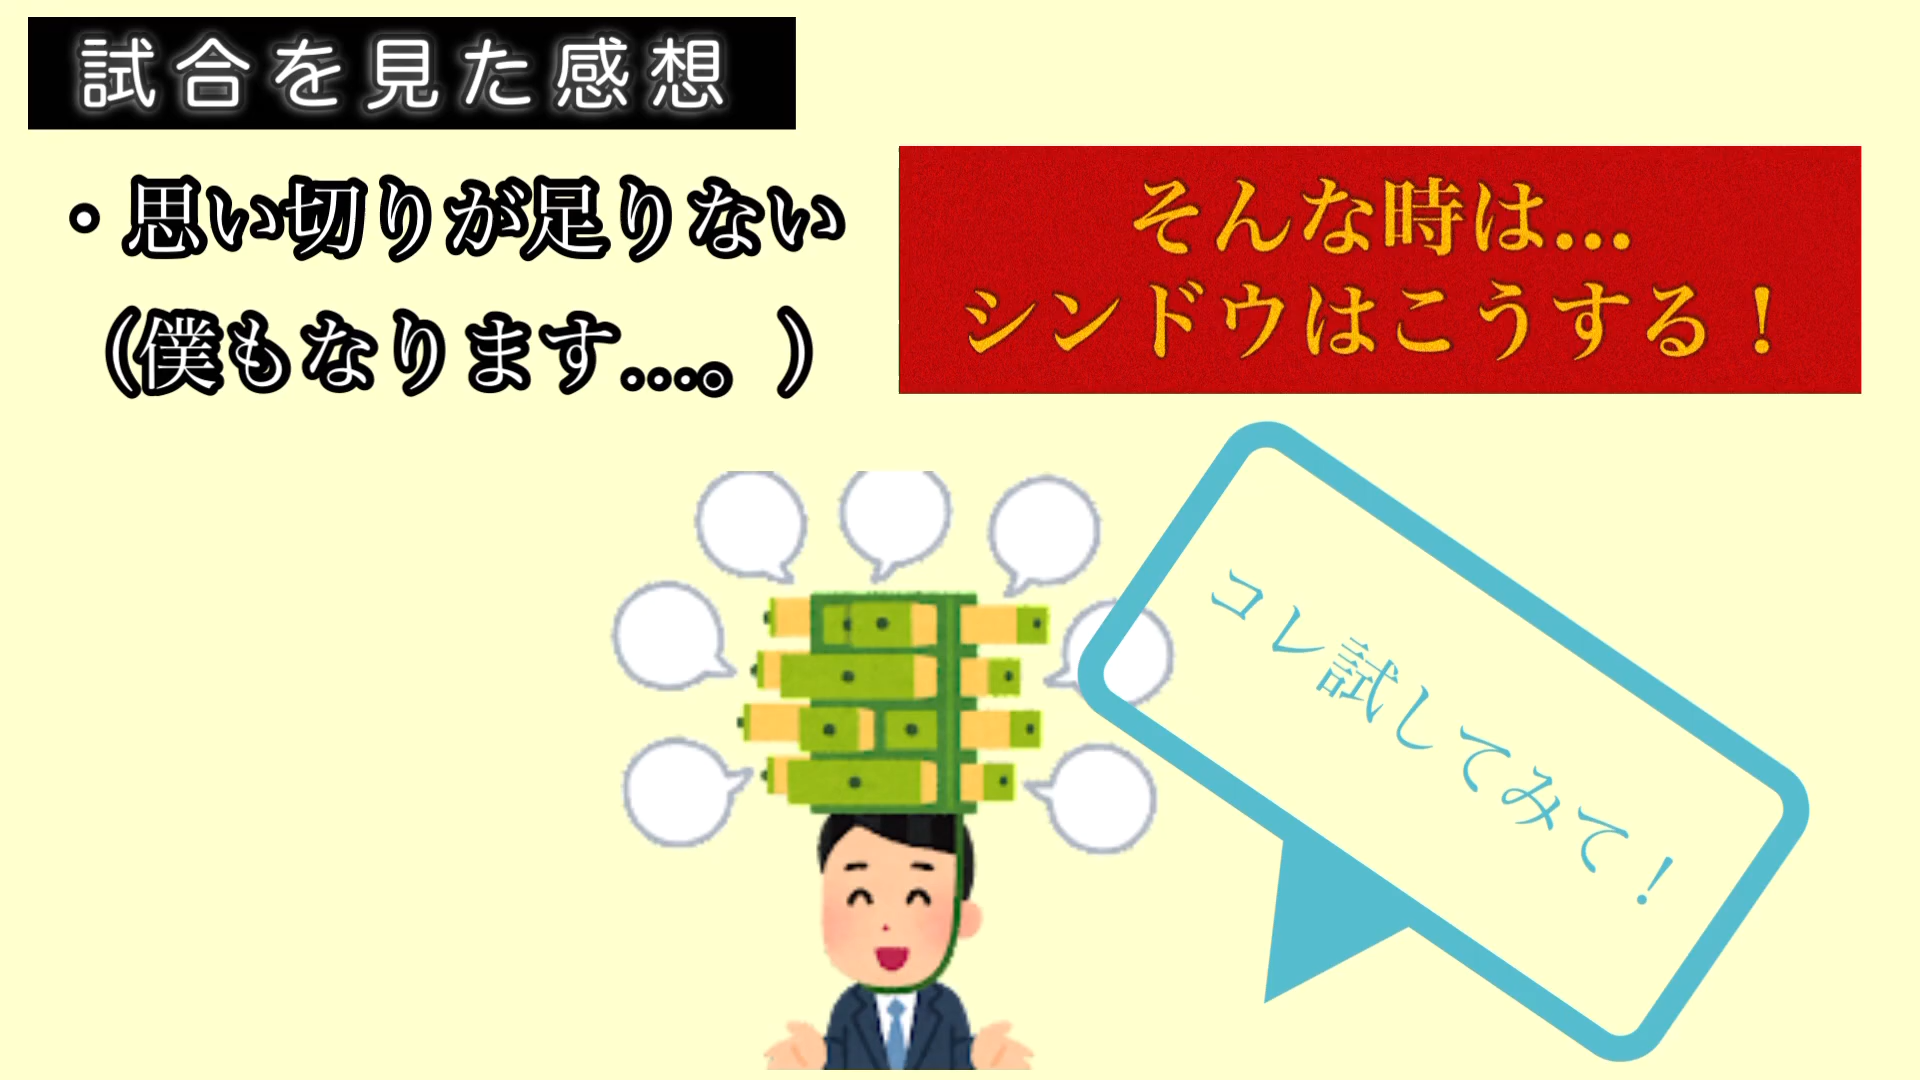 試合を見た感想
・思い切りが足りない
(僕もなります....。)
そんな時は...
シンドウはこうする！
コレ試してみて！